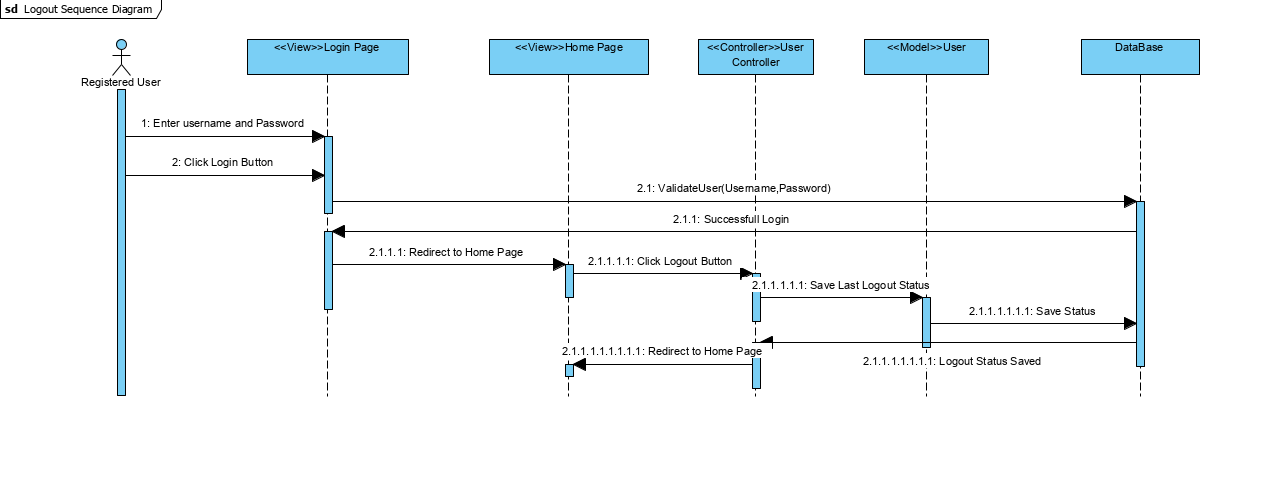 sd Logout Sequence Diagram
<<View>>Login Page
<<View>>Home Page
<<Controller>>User
Controller
<<Model>>User
DataBase
Registered User
1: Enter username and Password
2: Click Login Button
2.1: ValidateUser(Username,Password)
2.1.1: Successfull Login
2.1.1.1: Redirect to Home Page
2.1.1.1.1: Click Logout Button
2.1.1.1.1.1: Save Last Logout Status
2.1.1.1.1.1.1: Save Status
2.1.1.1.1.1.1.1.1: Redirect to Home Page
2.1.1.1.1.1.1.1: Logout Status Saved